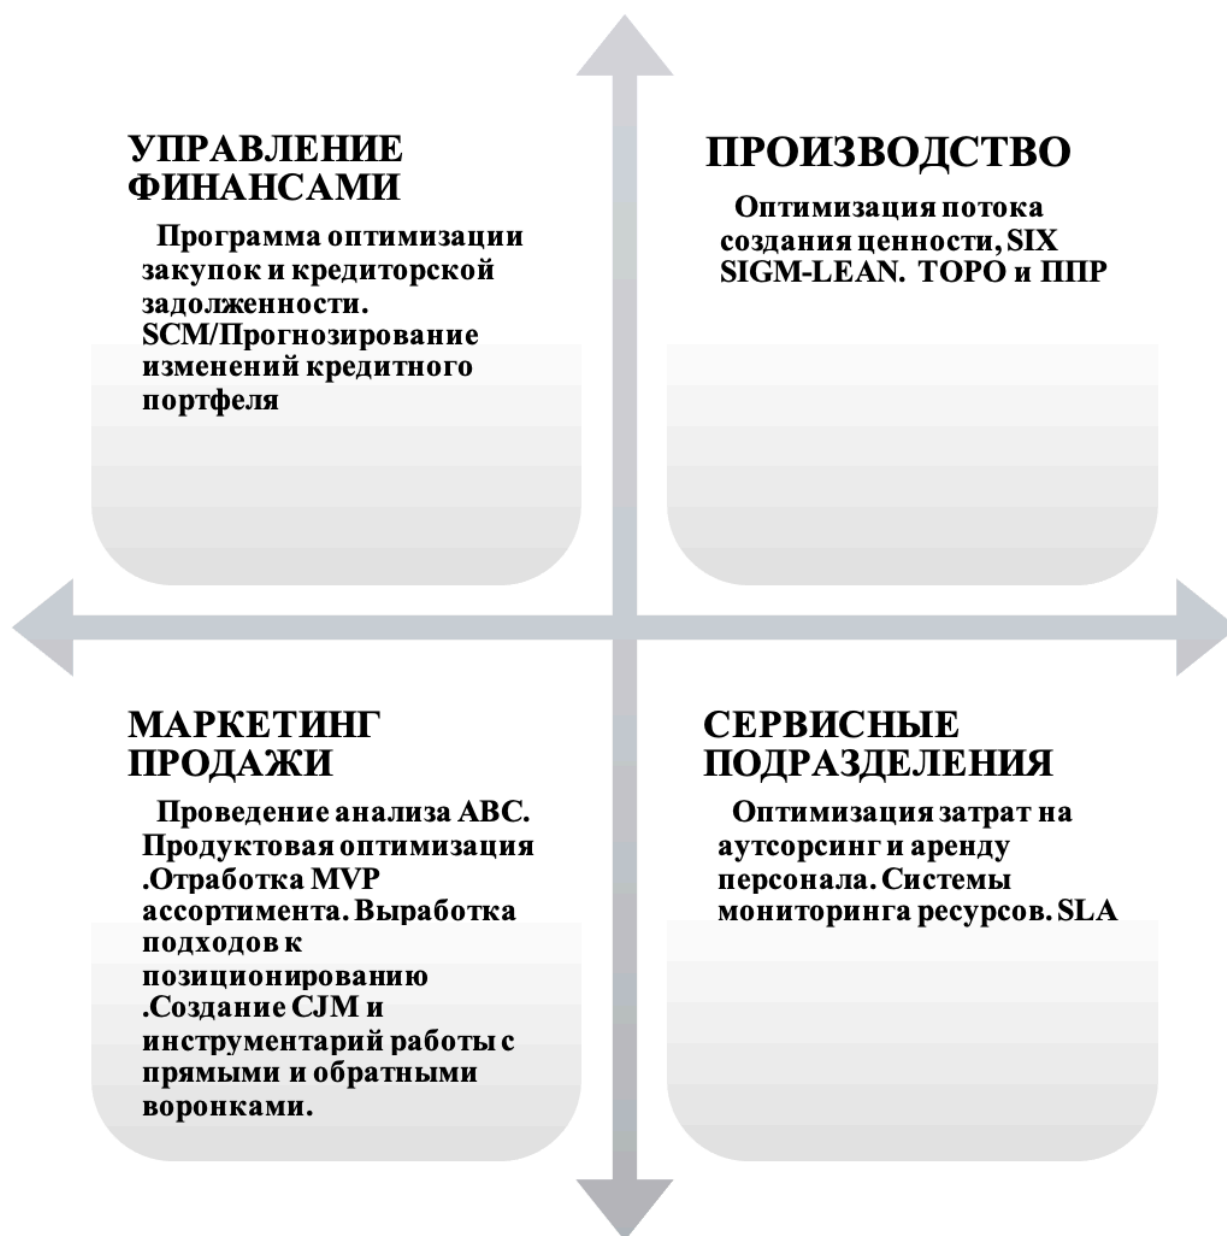 УПРАВЛЕНИЕ
ФИНАНСАМИ
Программа оптимизации
закупок и кредиторской
задолженности.
SCM/Прогнозирование
изменений кредитного
портфеля
ПРОИЗВОДСТВО
Оптимизация потока
создания ценности, SIX
SIGM-LEAN. ТОРО и ППР
МАРКЕТИНГ
ПРОДАЖИ
Проведение анализа ABC.
Продуктовая оптимизация
.Отработка MVP
ассортимента. Выработка
подходов к
позиционированию
.Создание CJM и
инструментарий работы с
прямыми и обратными
воронками.
СЕРВИСНЫЕ
ПОДРАЗДЕЛЕНИЯ
Оптимизация затрат на
аутсорсинг и аренду
персонала. Системы
мониторинга ресурсов. SLA